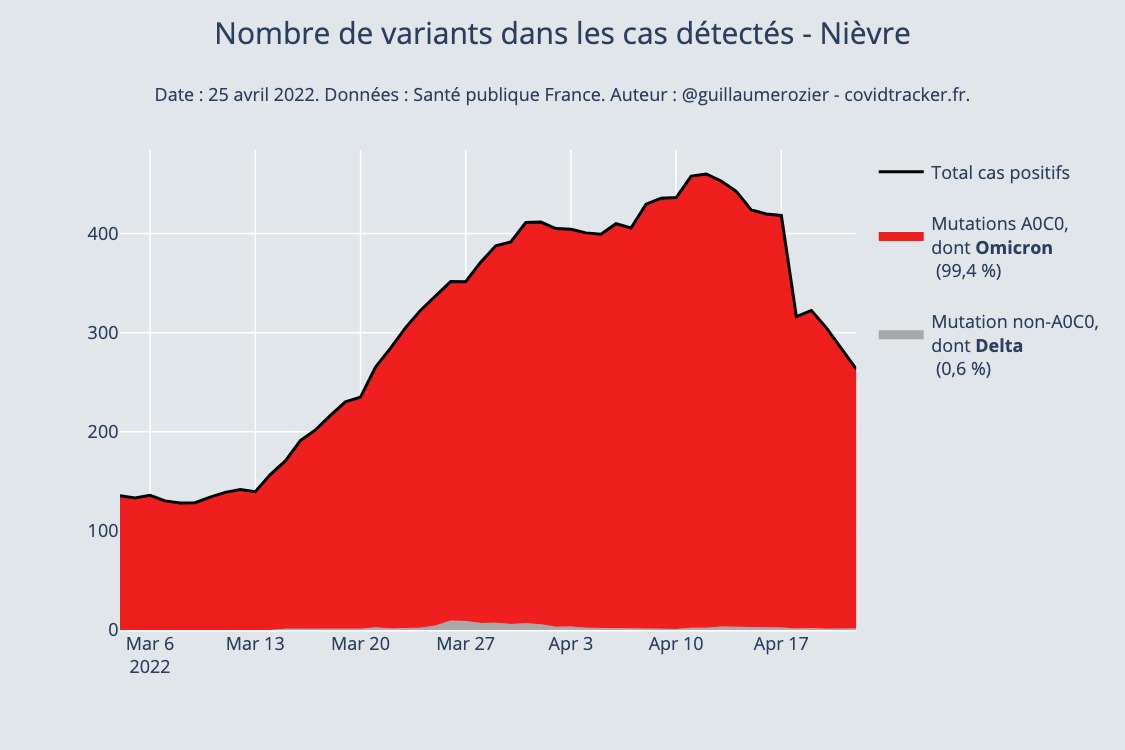 Nombre de variants dans les cas détectés - Nièvre
Date : 25 avril 2022. Données : Santé publique France. Auteur : @guillaumerozier - covidtracker.fr.
Total cas positifs
Mutations A0C0,
dont Omicron
(99,4 %)
Mutation non-A0C0,
dont Delta
(0,6 %)
400
300
200
100
0
Mar 6 Mar 13 Mar 20 Mar 27 Apr 3 Apr 10 Apr 17
2022